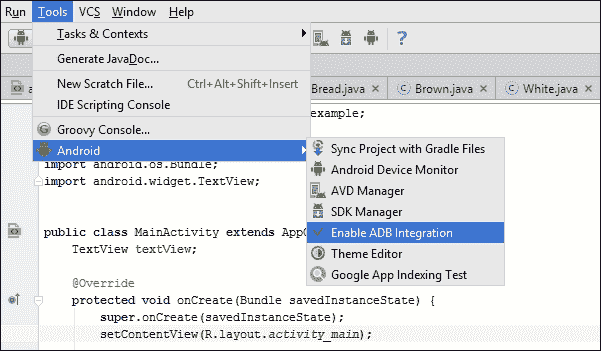 Run Tools VCS Window Help
Tasks & Contexts
Generate JavaDoc...
New Scratch File... Ctrl+Alt+Shift+Insert
IDE Scripting Console
Groovy Console...
Android
Sync Project with Gradle Files
Android Device Monitor
AVD Manager
SDK Manager
Enable ADB Integration
Theme Editor
Google App Indexing Test
?
a
Bread.java Brown.java White.java
example;
import android.os.Bundle;
import android.widget.TextView;
public class MainActivity extends AppC
TextView textView;
@Override
protected void onCreate(Bundle savedInstanceState) {
super.onCreate(savedInstanceState);
setContentView(R.layout.activity_main);